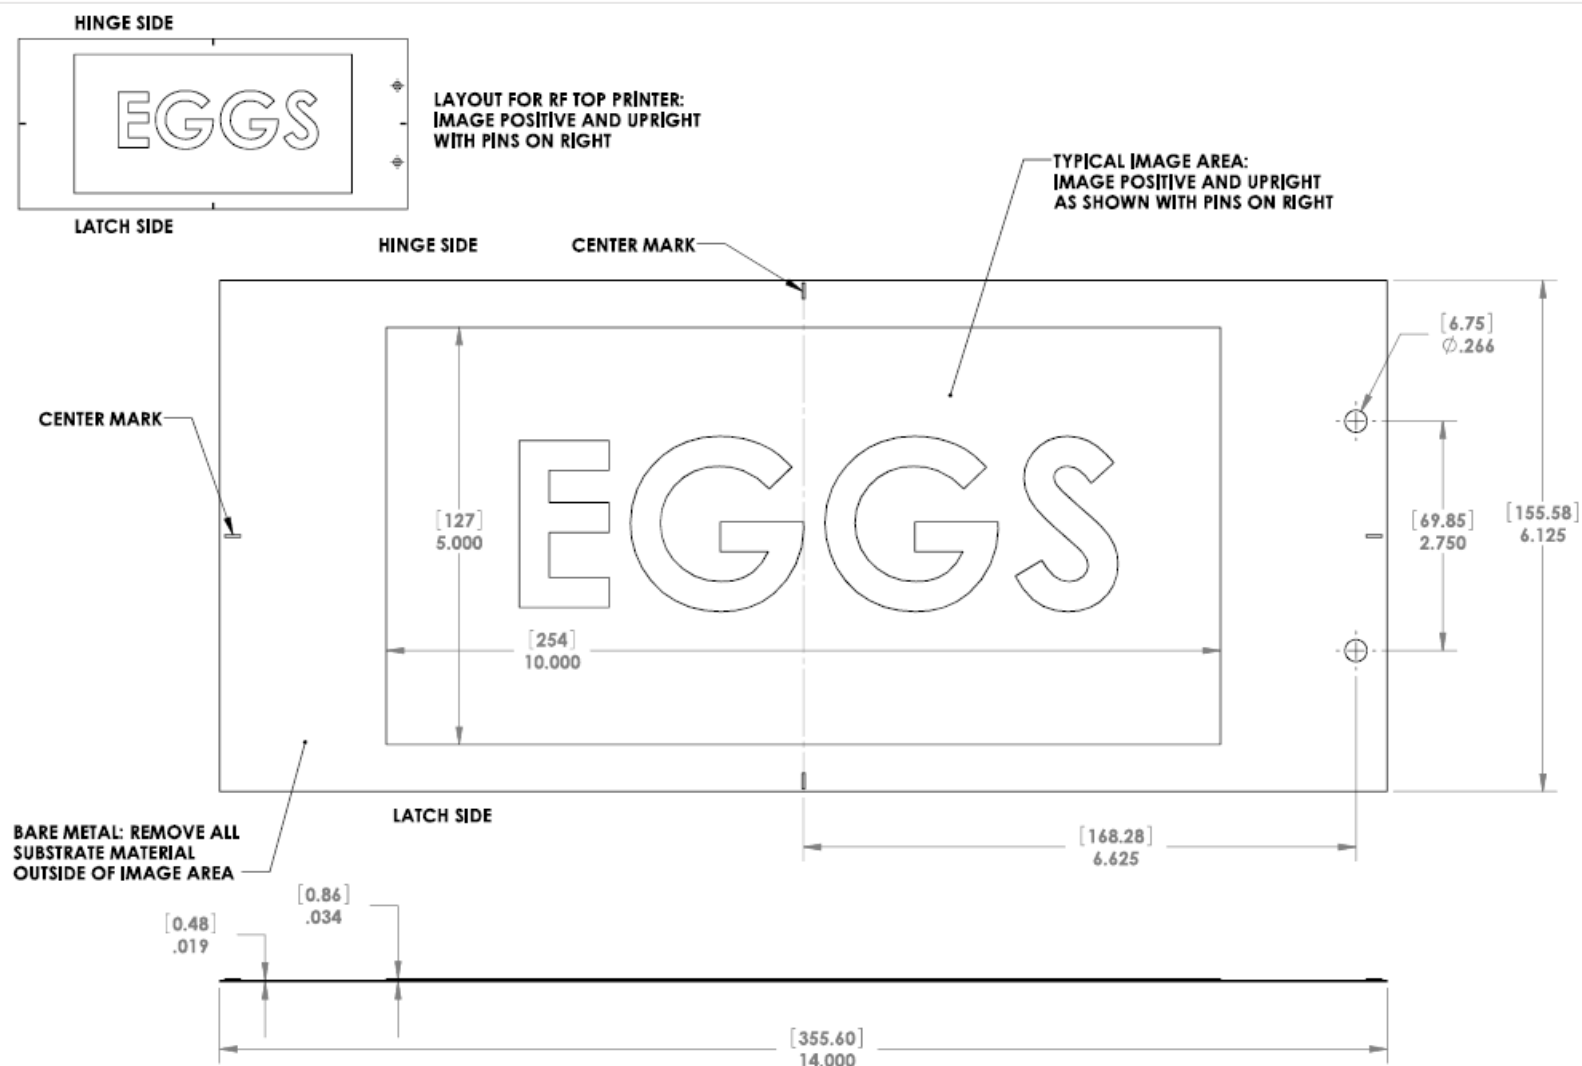 HINGE SIDE
EGGS
LAYOUT FOR RF TOP PRINTER:
IMAGE POSITIVE AND UPRIGHT
WITH PINS ON RIGHT
LATCH SIDE
TYPICAL IMAGE AREA:
IMAGE POSITIVE AND UPRIGHT
AS SHOWN WITH PINS ON RIGHT
HINGE SIDE
CENTER MARK
[6.75]
∅.266
CENTER MARK
EGGS
[127]
5.000
[69.85]
2.750
[155.58]
6.125
[254]
10.000
LATCH SIDE
BARE METAL: REMOVE ALL
SUBSTRATE MATERIAL
OUTSIDE OF IMAGE AREA
[168.28]
6.625
[0.86]
.034
[0.48]
.019
[355.60]
14.000